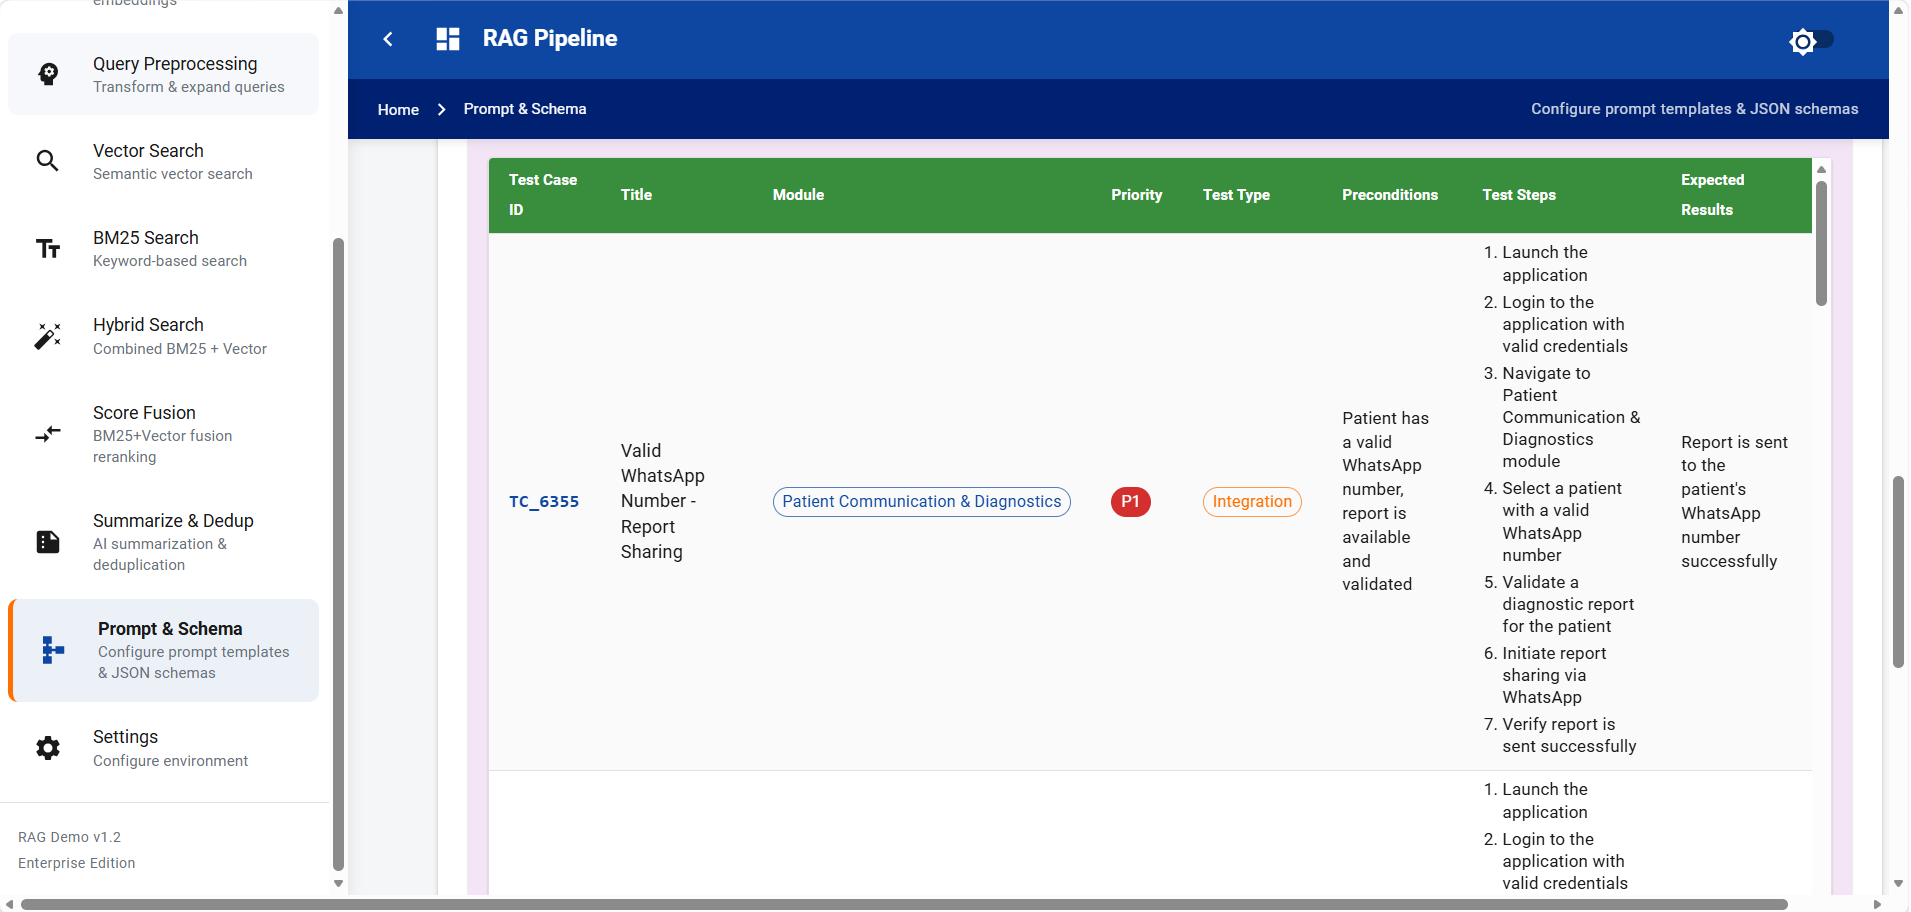 embeddings
Query Preprocessing
Transform & expand queries
Vector Search
Semantic vector search
BM25 Search
Keyword-based search
Hybrid Search
Combined BM25 + Vector
Score Fusion
BM25+Vector fusion
reranking
Summarize & Dedup
AI summarization &
deduplication
Prompt & Schema
Configure prompt templates
& JSON schemas
Settings
Configure environment
RAG Demo v1.2
Enterprise Edition
RAG Pipeline
Home
Prompt & Schema
Configure prompt templates & JSON schemas
Test Case
ID
Title
Module
Priority
Test Type
Preconditions
Test Steps
Expected
Results
TC_6355
Valid
WhatsApp
Number -
Report
Sharing
Patient Communication & Diagnostics
P1
Integration
Patient has
a valid
WhatsApp
number,
report is
available
and
validated
1. Launch the
application
2. Login to the
application with
valid credentials
3. Navigate to
Patient
Communication &
Diagnostics
module
4. Select a patient
with a valid
WhatsApp
number
5. Validate a
diagnostic report
for the patient
6. Initiate report
sharing via
WhatsApp
7. Verify report is
sent successfully
Report is sent
to the
patient's
WhatsApp
number
successfully
1. Launch the
application
2. Login to the
application with
valid credentials